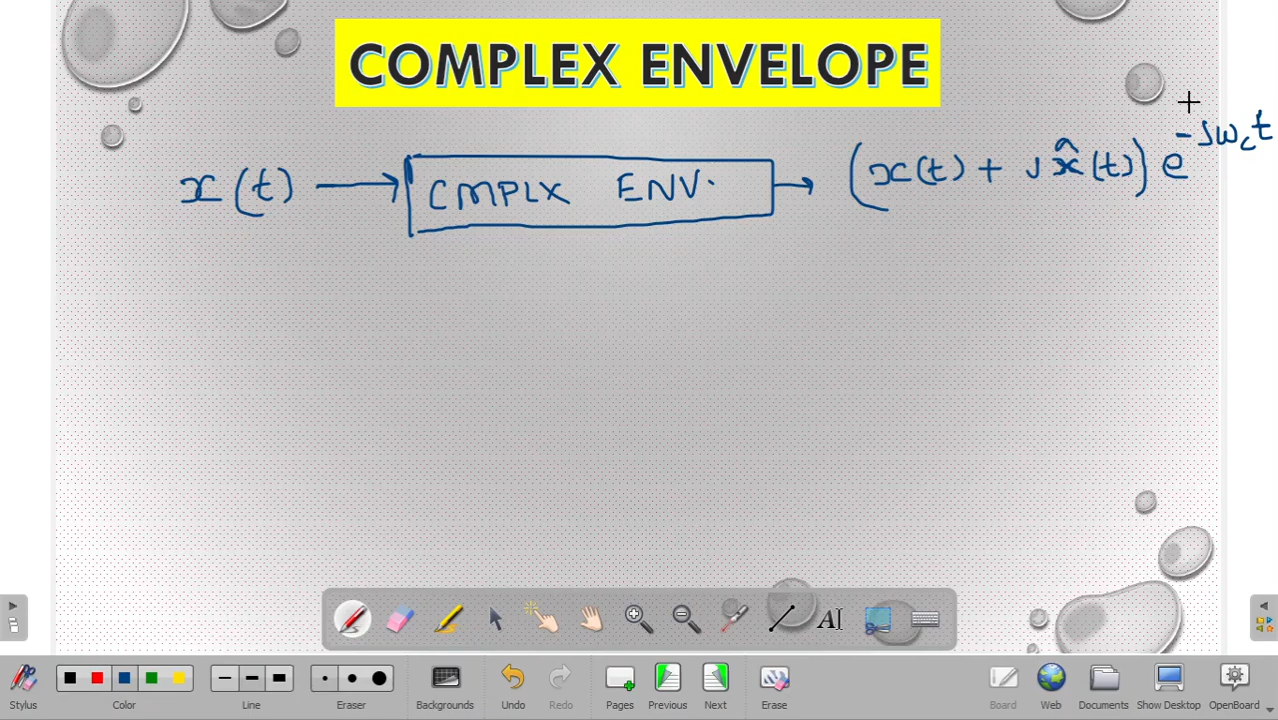 COMPLEX ENVELOPE
x(t) → CMPLX ENV. → (x(t) + j x̂(t)) e^{-jω_c t}
Stylus
Color
Line
Eraser
Backgrounds
Undo
Redo
Pages
Previous
Next
Erase
Board
Web
Documents
Show Desktop
OpenBoard